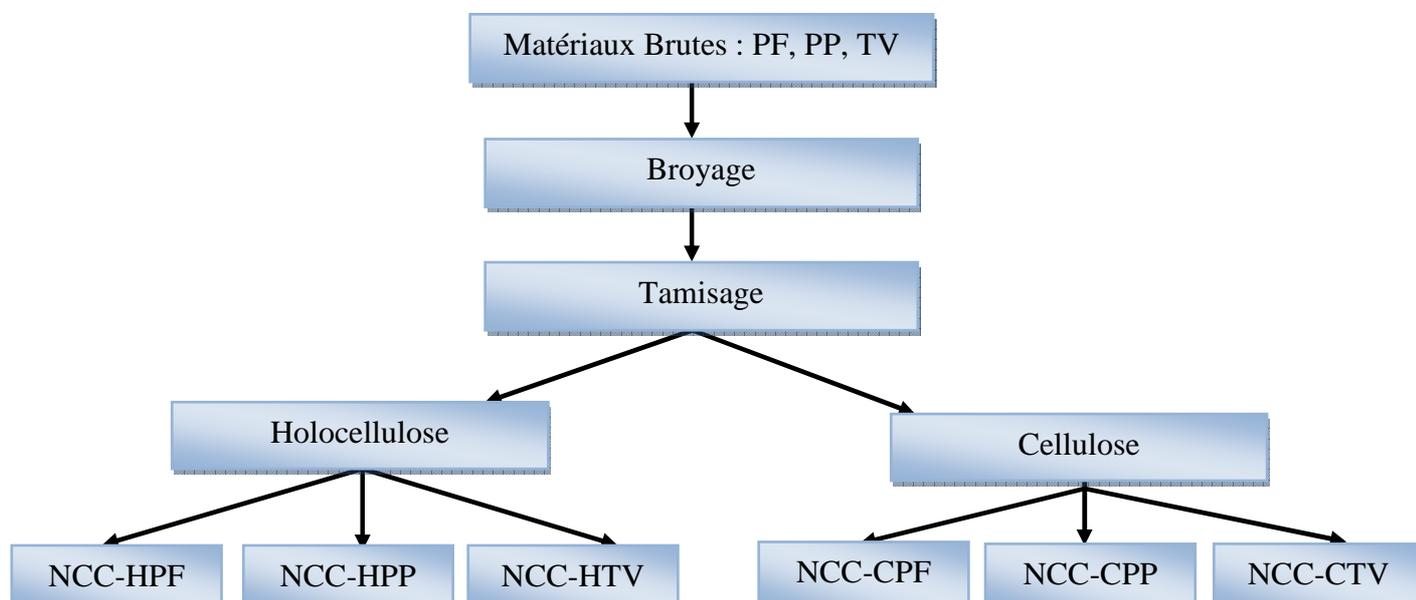 Matériaux Brutes : PF, PP, TV
Broyage
Tamisage
Holocellulose
Cellulose
NCC-HPF
NCC-HPP
NCC-HTV
NCC-CPF
NCC-CPP
NCC-CTV